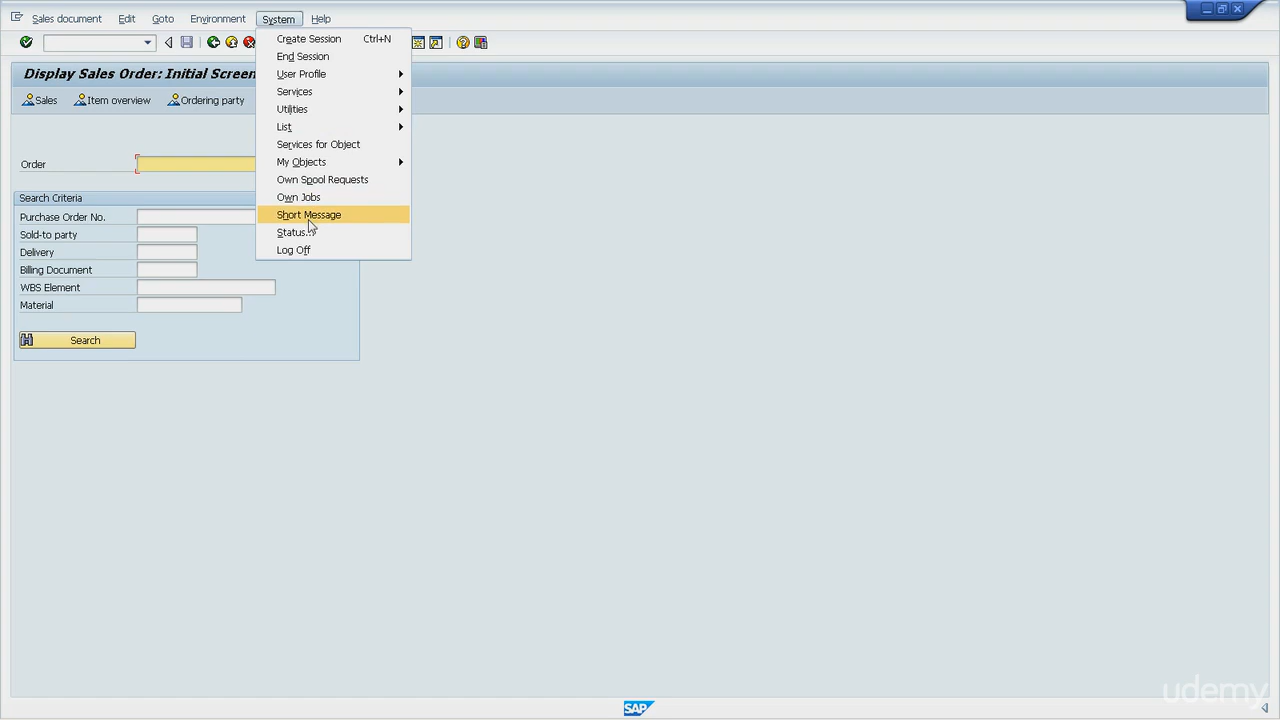 Sales document Edit Goto Environment System Help
Create Session Ctrl+N
End Session
User Profile
Services
Utilities
List
Services for Object
My Objects
Own Spool Requests
Own Jobs
Short Message
Status...
Log Off
Display Sales Order: Initial Screen
Sales Item overview Ordering party
Order
Search Criteria
Purchase Order No.
Sold-to party
Delivery
Billing Document
WBS Element
Material
Search
SAP
udemy